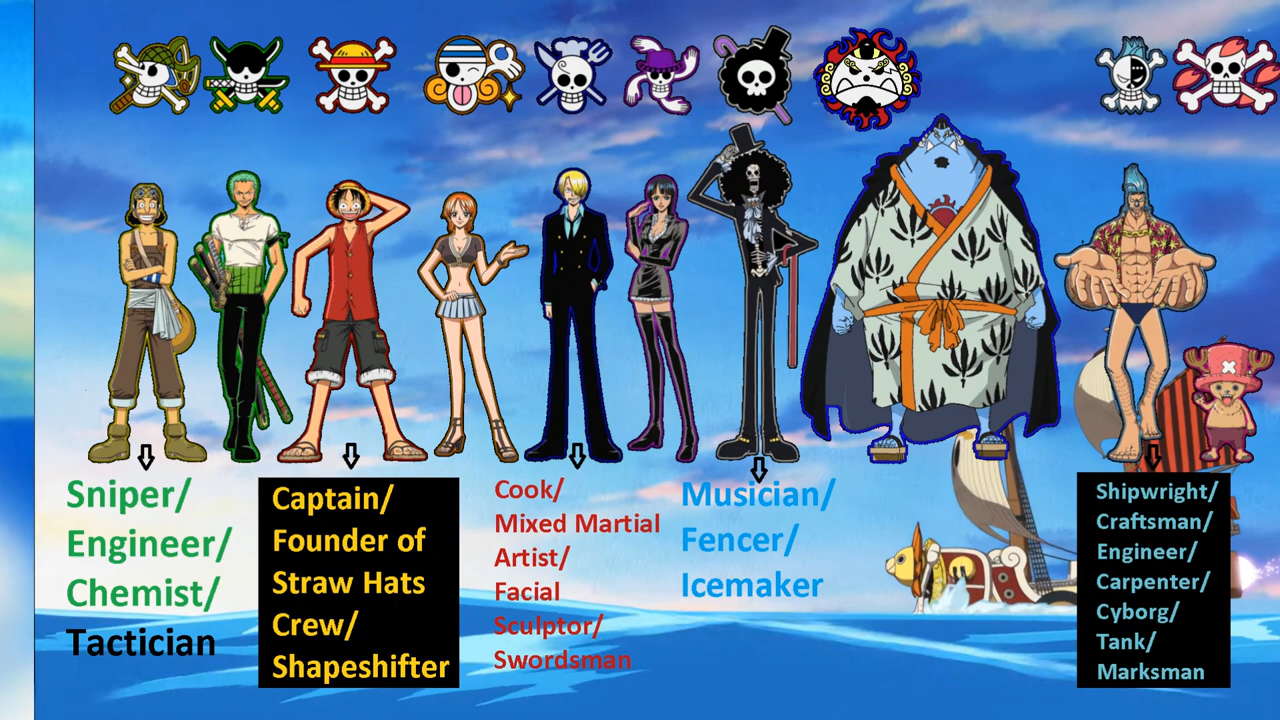 Sniper/
Engineer/
Chemist/
Tactician
Captain/
Founder of
Straw Hats
Crew/
Shapeshifter
Cook/
Mixed Martial
Artist/
Facial
Sculptor/
Swordsman
Musician/
Fencer/
Icemaker
Shipwright/
Craftsman/
Engineer/
Carpenter/
Cyborg/
Tank/
Marksman